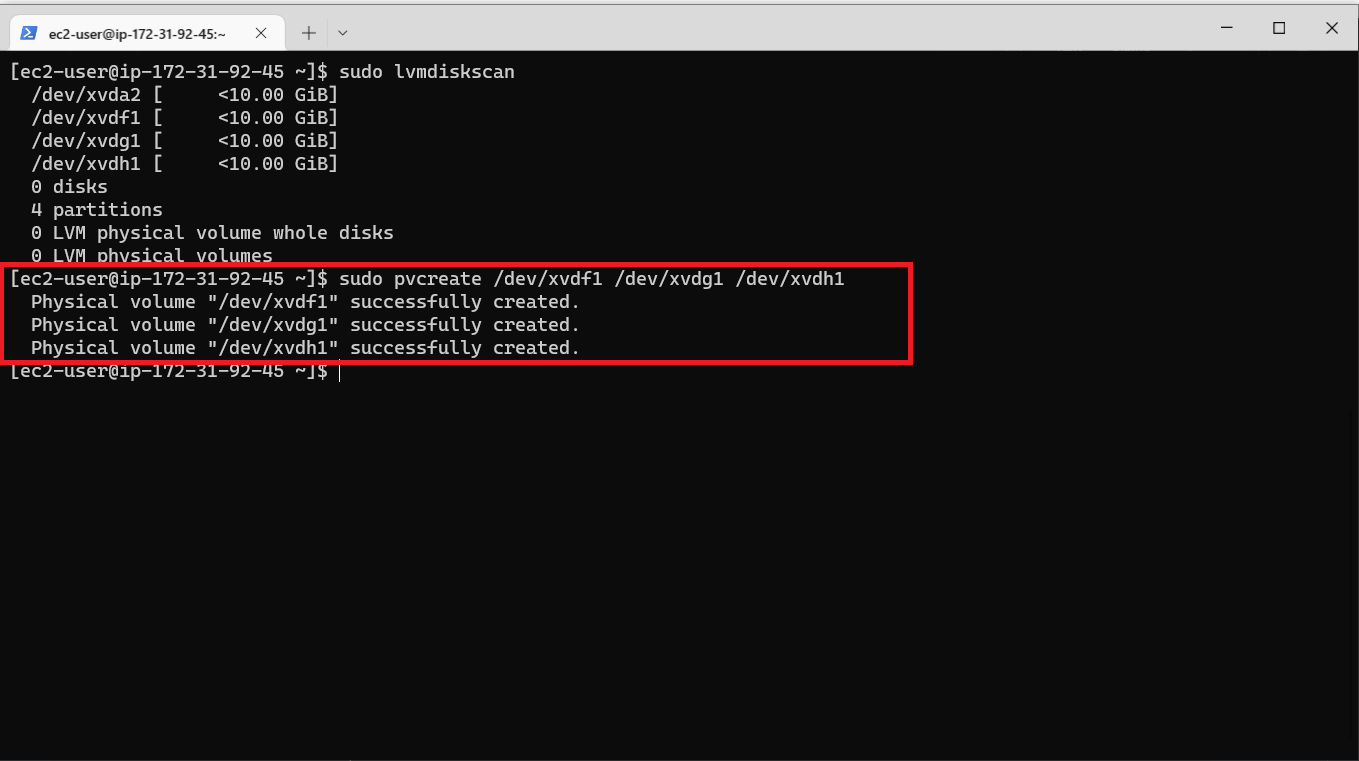 ec2-user@ip-172-31-92-45:~
[ec2-user@ip-172-31-92-45 ~]$ sudo lvmdiskscan
  /dev/xvda2 [     <10.00 GiB]
  /dev/xvdf1 [     <10.00 GiB]
  /dev/xvdg1 [     <10.00 GiB]
  /dev/xvdh1 [     <10.00 GiB]
  0 disks
  4 partitions
  0 LVM physical volume whole disks
  0 LVM physical volumes
[ec2-user@ip-172-31-92-45 ~]$ sudo pvcreate /dev/xvdf1 /dev/xvdg1 /dev/xvdh1
  Physical volume "/dev/xvdf1" successfully created.
  Physical volume "/dev/xvdg1" successfully created.
  Physical volume "/dev/xvdh1" successfully created.
[ec2-user@ip-172-31-92-45 ~]$